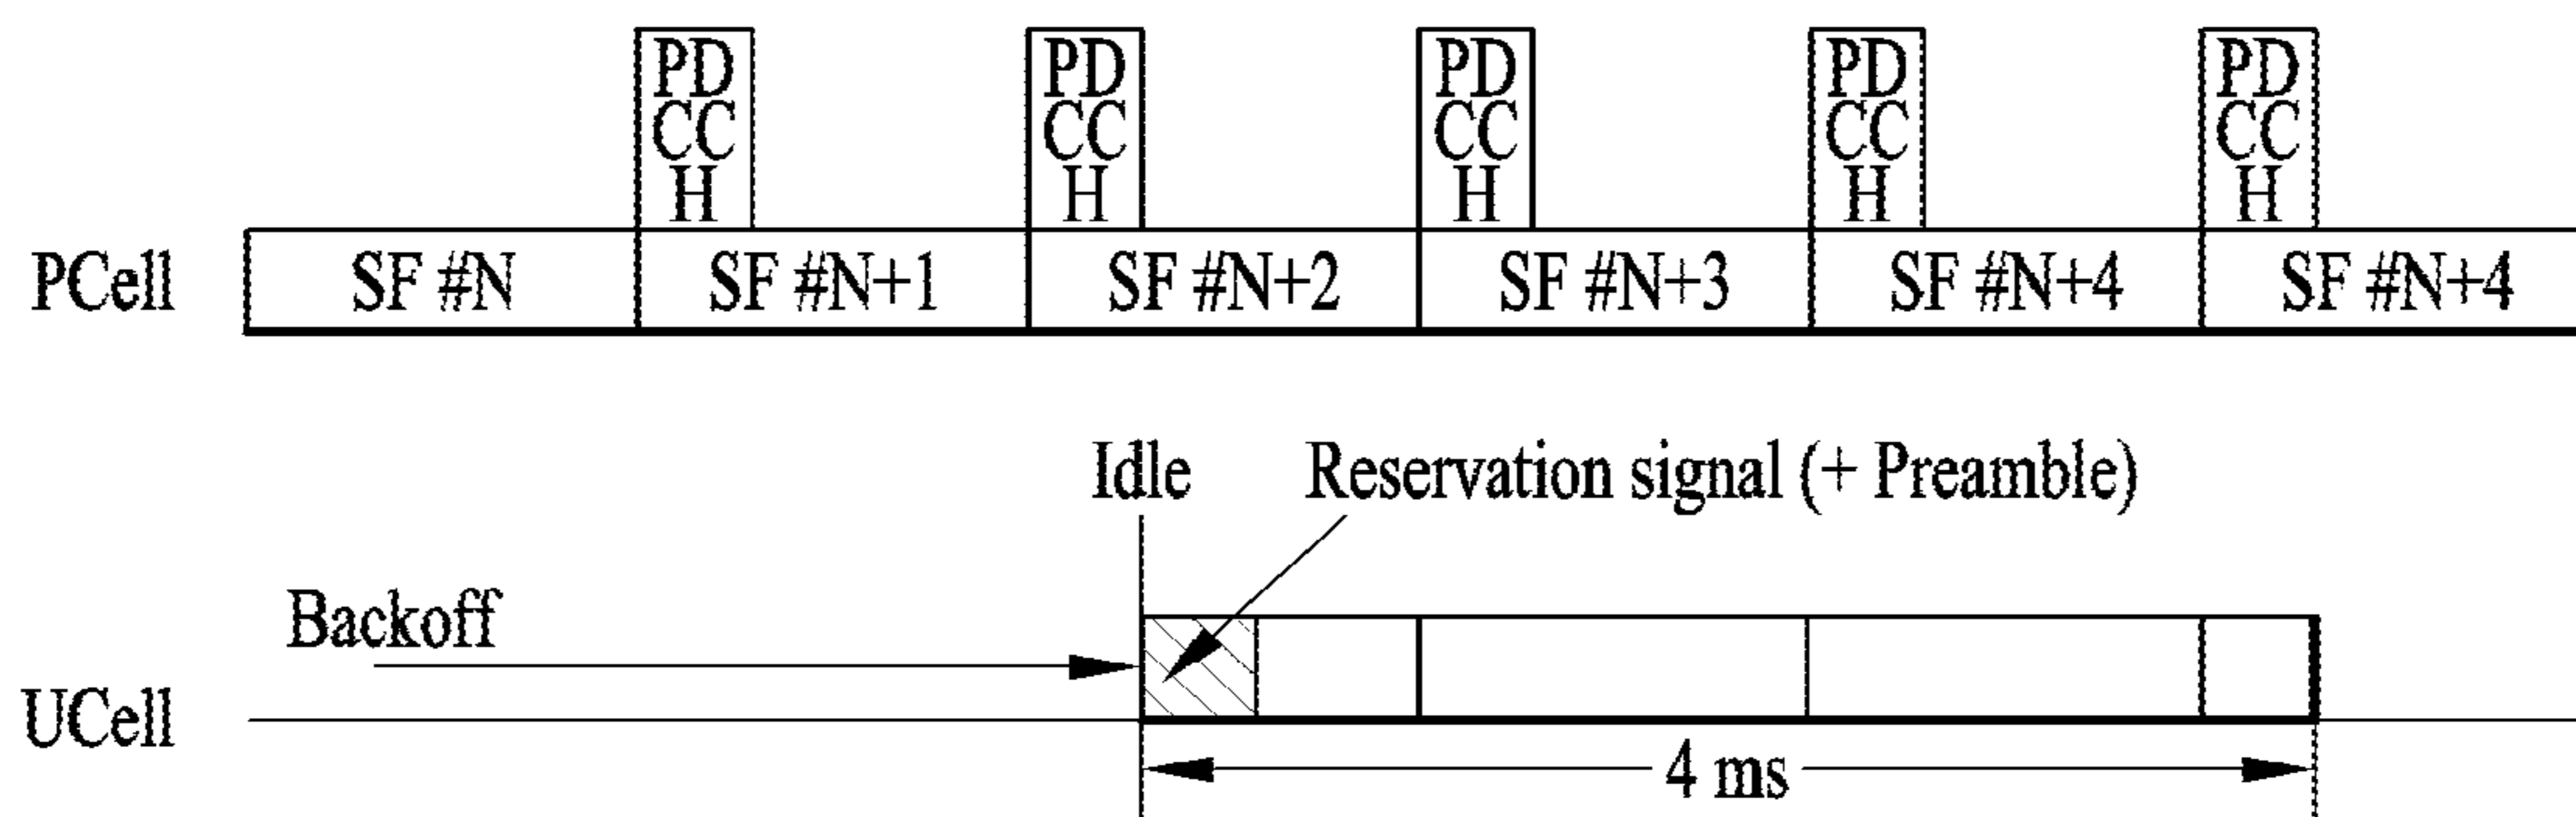 PD PD PD PD PD
CC CC CC CC CC
H H H H H
PCell SF #N SF #N+1 SF #N+2 SF #N+3 SF #N+4 SF #N+4
Idle Reservation signal (+ Preamble)
Backoff
UCell
4 ms